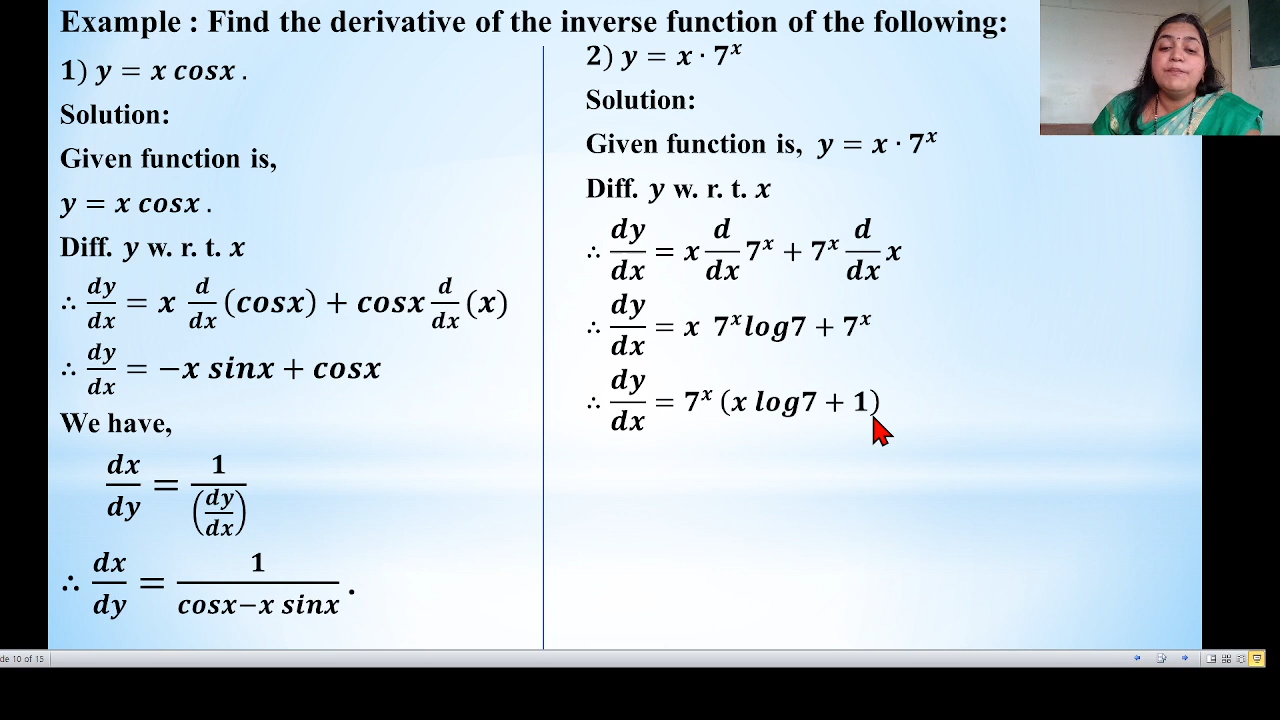 Example : Find the derivative of the inverse function of the following:
1) y = x cosx .
Solution:
Given function is,
y = x cosx .
Diff. y w. r. t. x
∴ dy/dx = x d/dx (cosx) + cosx d/dx (x)
∴ dy/dx = −x sinx + cosx
We have,
dx/dy = 1/(dy/dx)
∴ dx/dy = 1/(cosx−x sinx) .
2) y = x · 7^x
Solution:
Given function is, y = x · 7^x
Diff. y w. r. t. x
∴ dy/dx = x d/dx 7^x + 7^x d/dx x
∴ dy/dx = x 7^x log7 + 7^x
∴ dy/dx = 7^x (x log7 + 1)
de 10 of 15